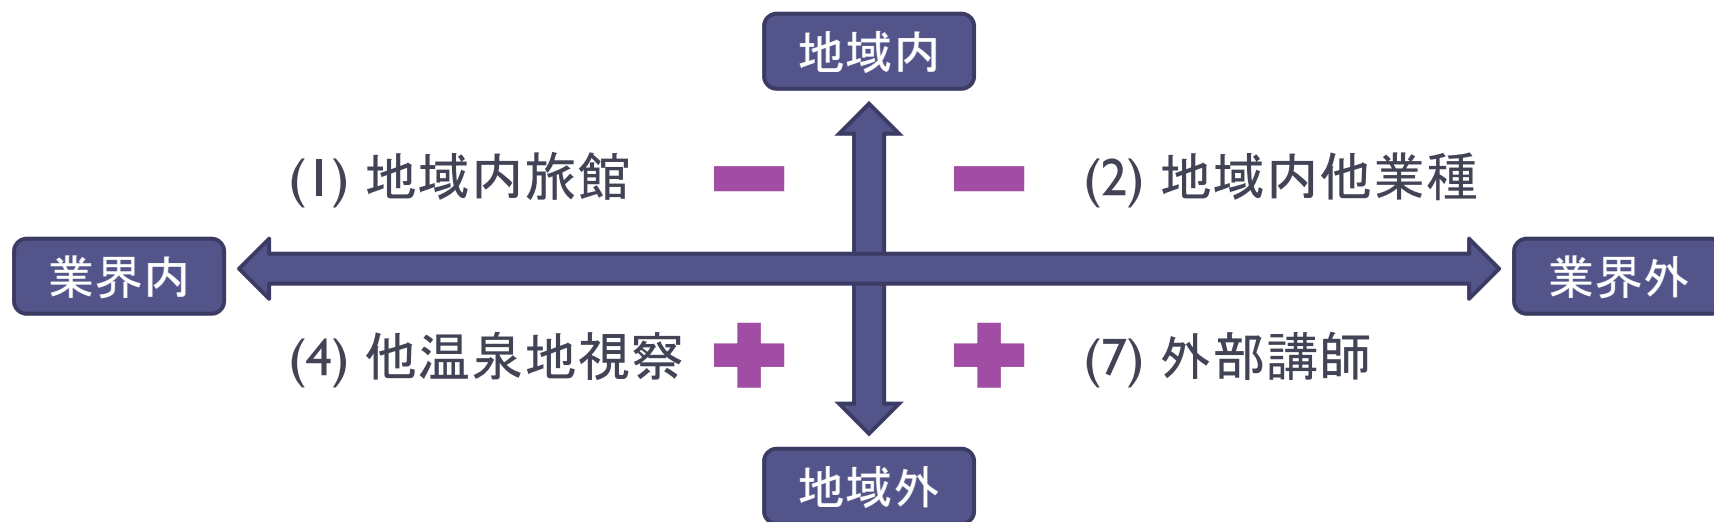 地域内
(1) 地域内旅館
(2) 地域内他業種
業界内
業界外
(4) 他温泉地視察
(7) 外部講師
地域外